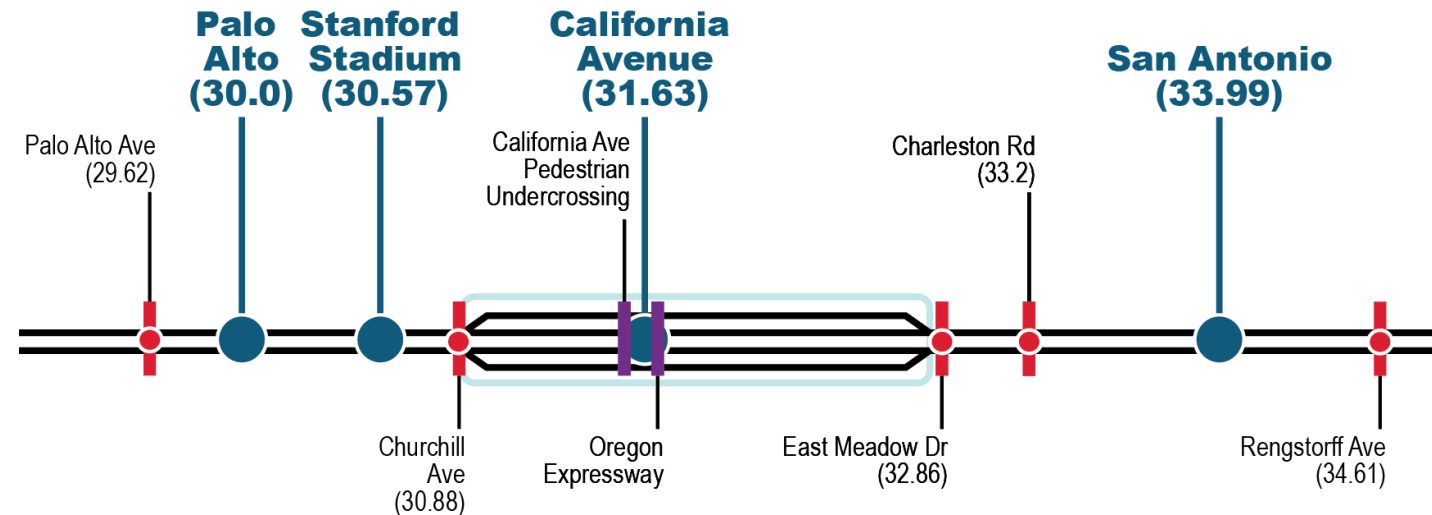 Palo
Alto
(30.0)
Stanford
Stadium
(30.57)
California
Avenue
(31.63)
San Antonio
(33.99)
Palo Alto Ave
(29.62)
California Ave
Pedestrian
Undercrossing
Charleston Rd
(33.2)
Churchill
Ave
(30.88)
Oregon
Expressway
East Meadow Dr
(32.86)
Rengstorff Ave
(34.61)